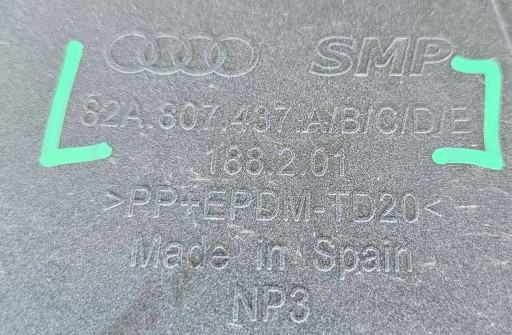 SMP
82A.807.437.A/B/C/D/E
188.2.01
>PP+EPDM-TD20<
Made in Spain
NP3